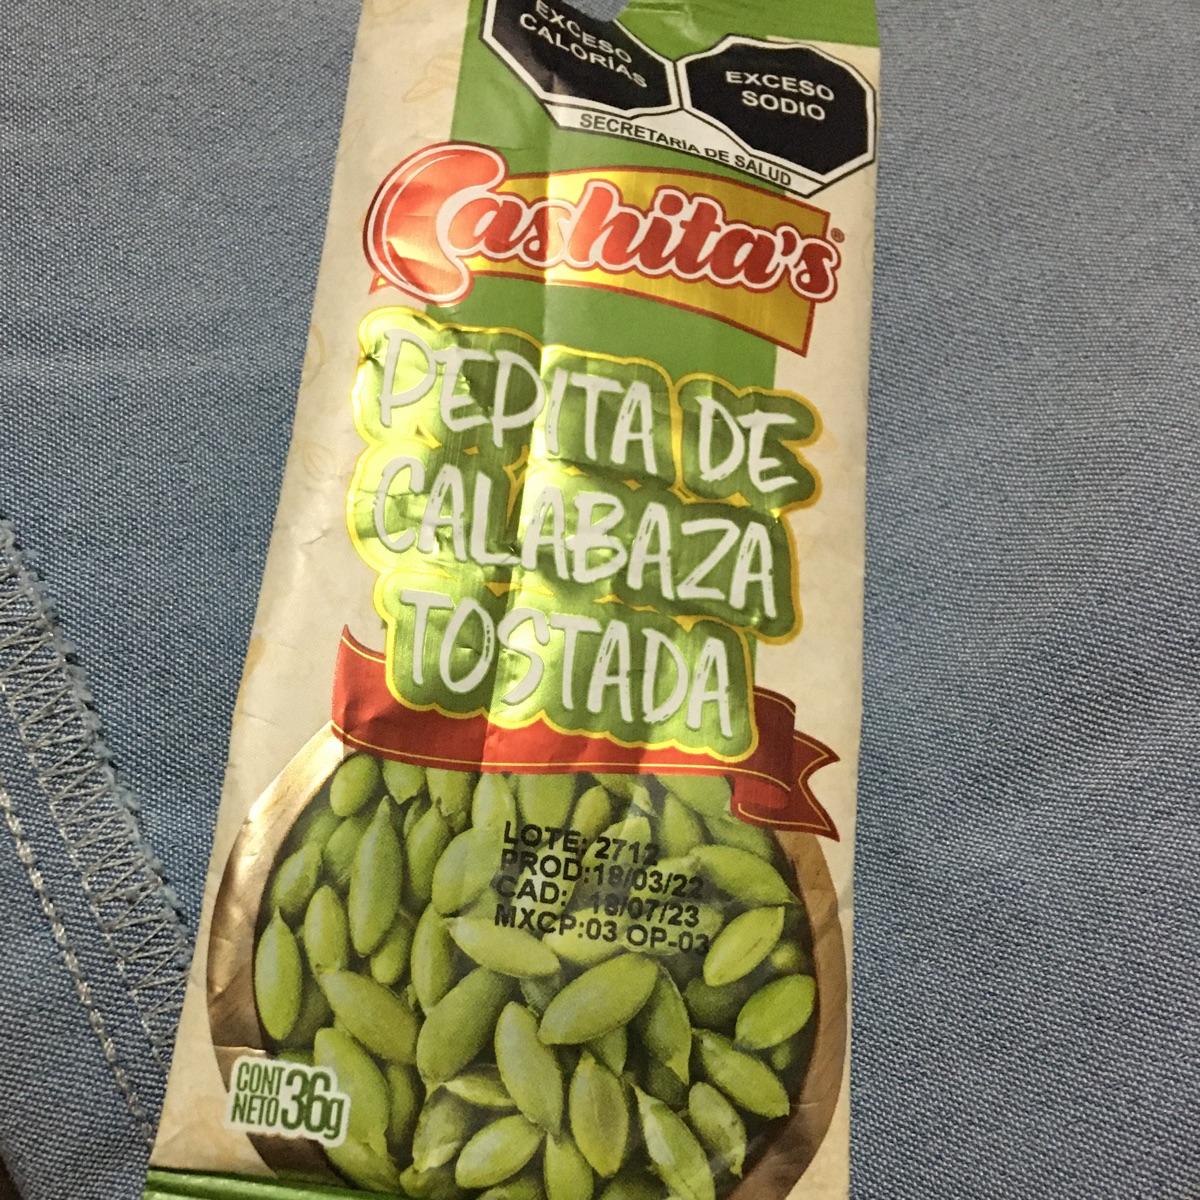 EXCESO
CALORÍAS
EXCESO
SODIO
SECRETARÍA DE SALUD
Cashita's®
PEPITA DE
CALABAZA
TOSTADA
LOTE: 2712
PROD:18/03/22
CAD: 18/07/23
MXCP:03 OP-03
CONT
NETO 36g